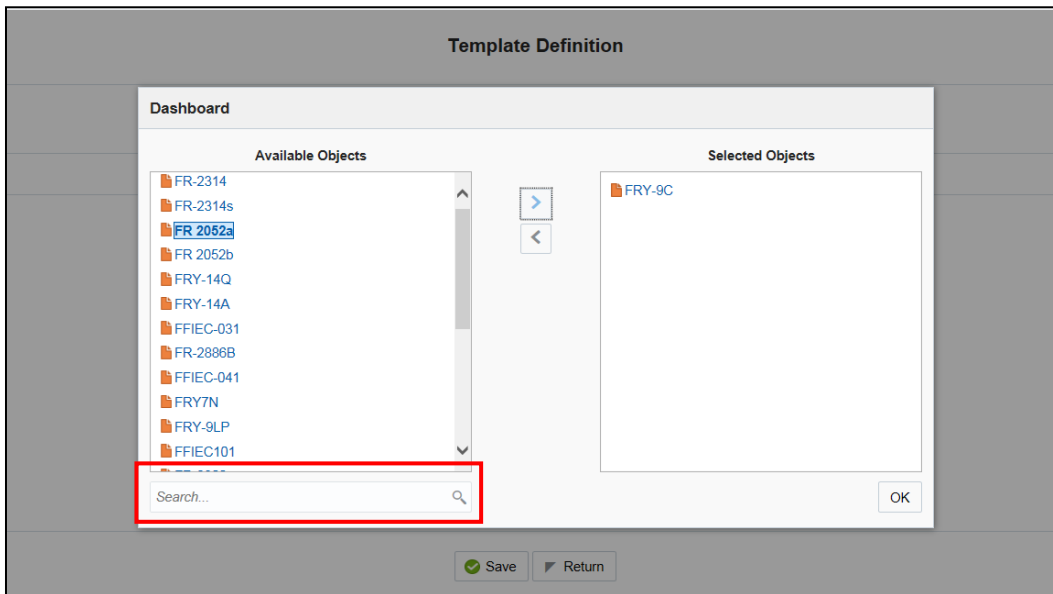 Template Definition
Dashboard
Available Objects
FR-2314
FR-2314s
FR 2052a
FR 2052b
FRY-14Q
FRY-14A
FFIEC-031
FR-2886B
FFIEC-041
FRY7N
FRY-9LP
FFIEC101
Search...
Selected Objects
FRY-9C
OK
Save
Return